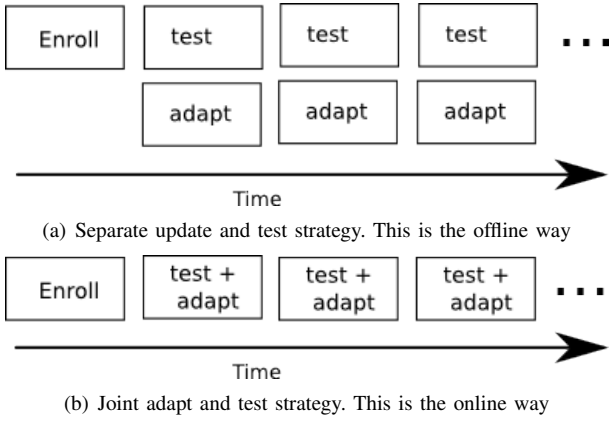 Enroll test test test ...
adapt adapt adapt
Time
(a) Separate update and test strategy. This is the offline way
Enroll test + adapt test + adapt test + adapt ...
Time
(b) Joint adapt and test strategy. This is the online way